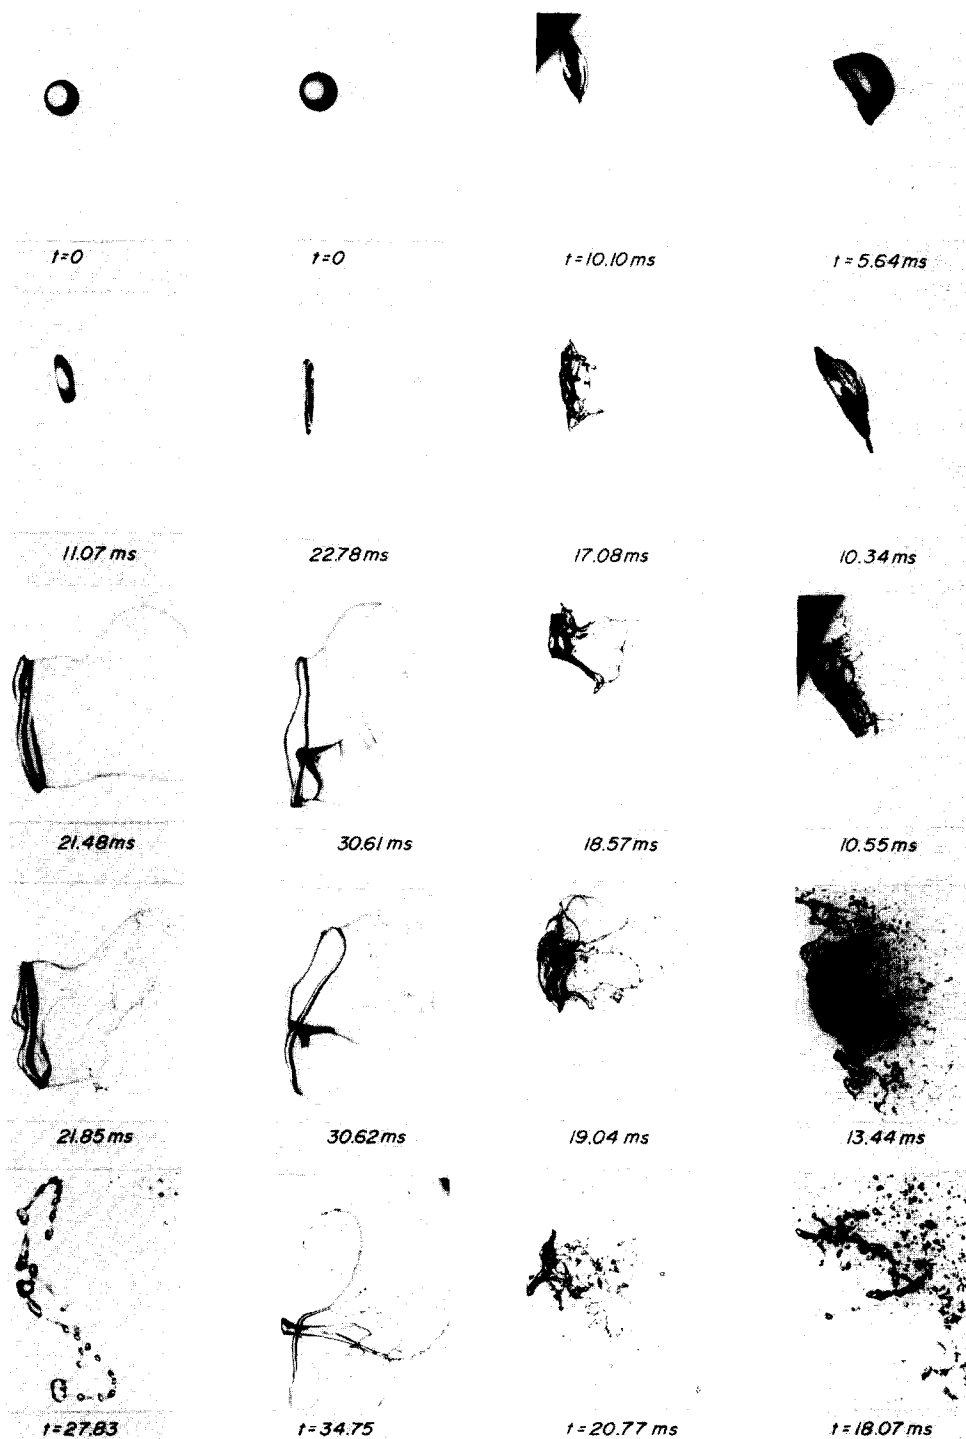 t=0 t=0 t=10.10 ms t=5.64 ms
11.07 ms 22.78 ms 17.08 ms 10.34 ms
21.48 ms 30.61 ms 18.57 ms 10.55 ms
21.85 ms 30.62 ms 19.04 ms 13.44 ms
t=27.83 t=34.75 t=20.77 ms t=18.07 ms